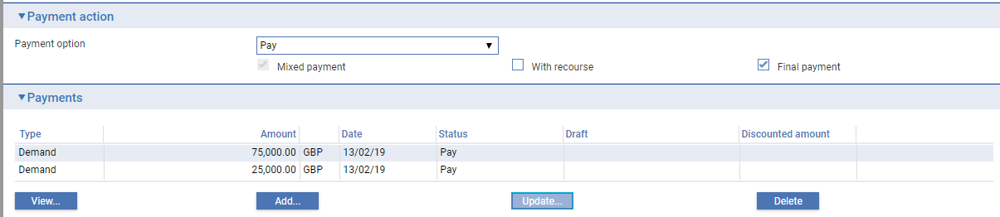 Payment action
Payment option Pay
Mixed payment With recourse Final payment
Payments
Type Amount Date Status Draft Discounted amount
Demand 75,000.00 GBP 13/02/19 Pay
Demand 25,000.00 GBP 13/02/19 Pay
View... Add... Update... Delete